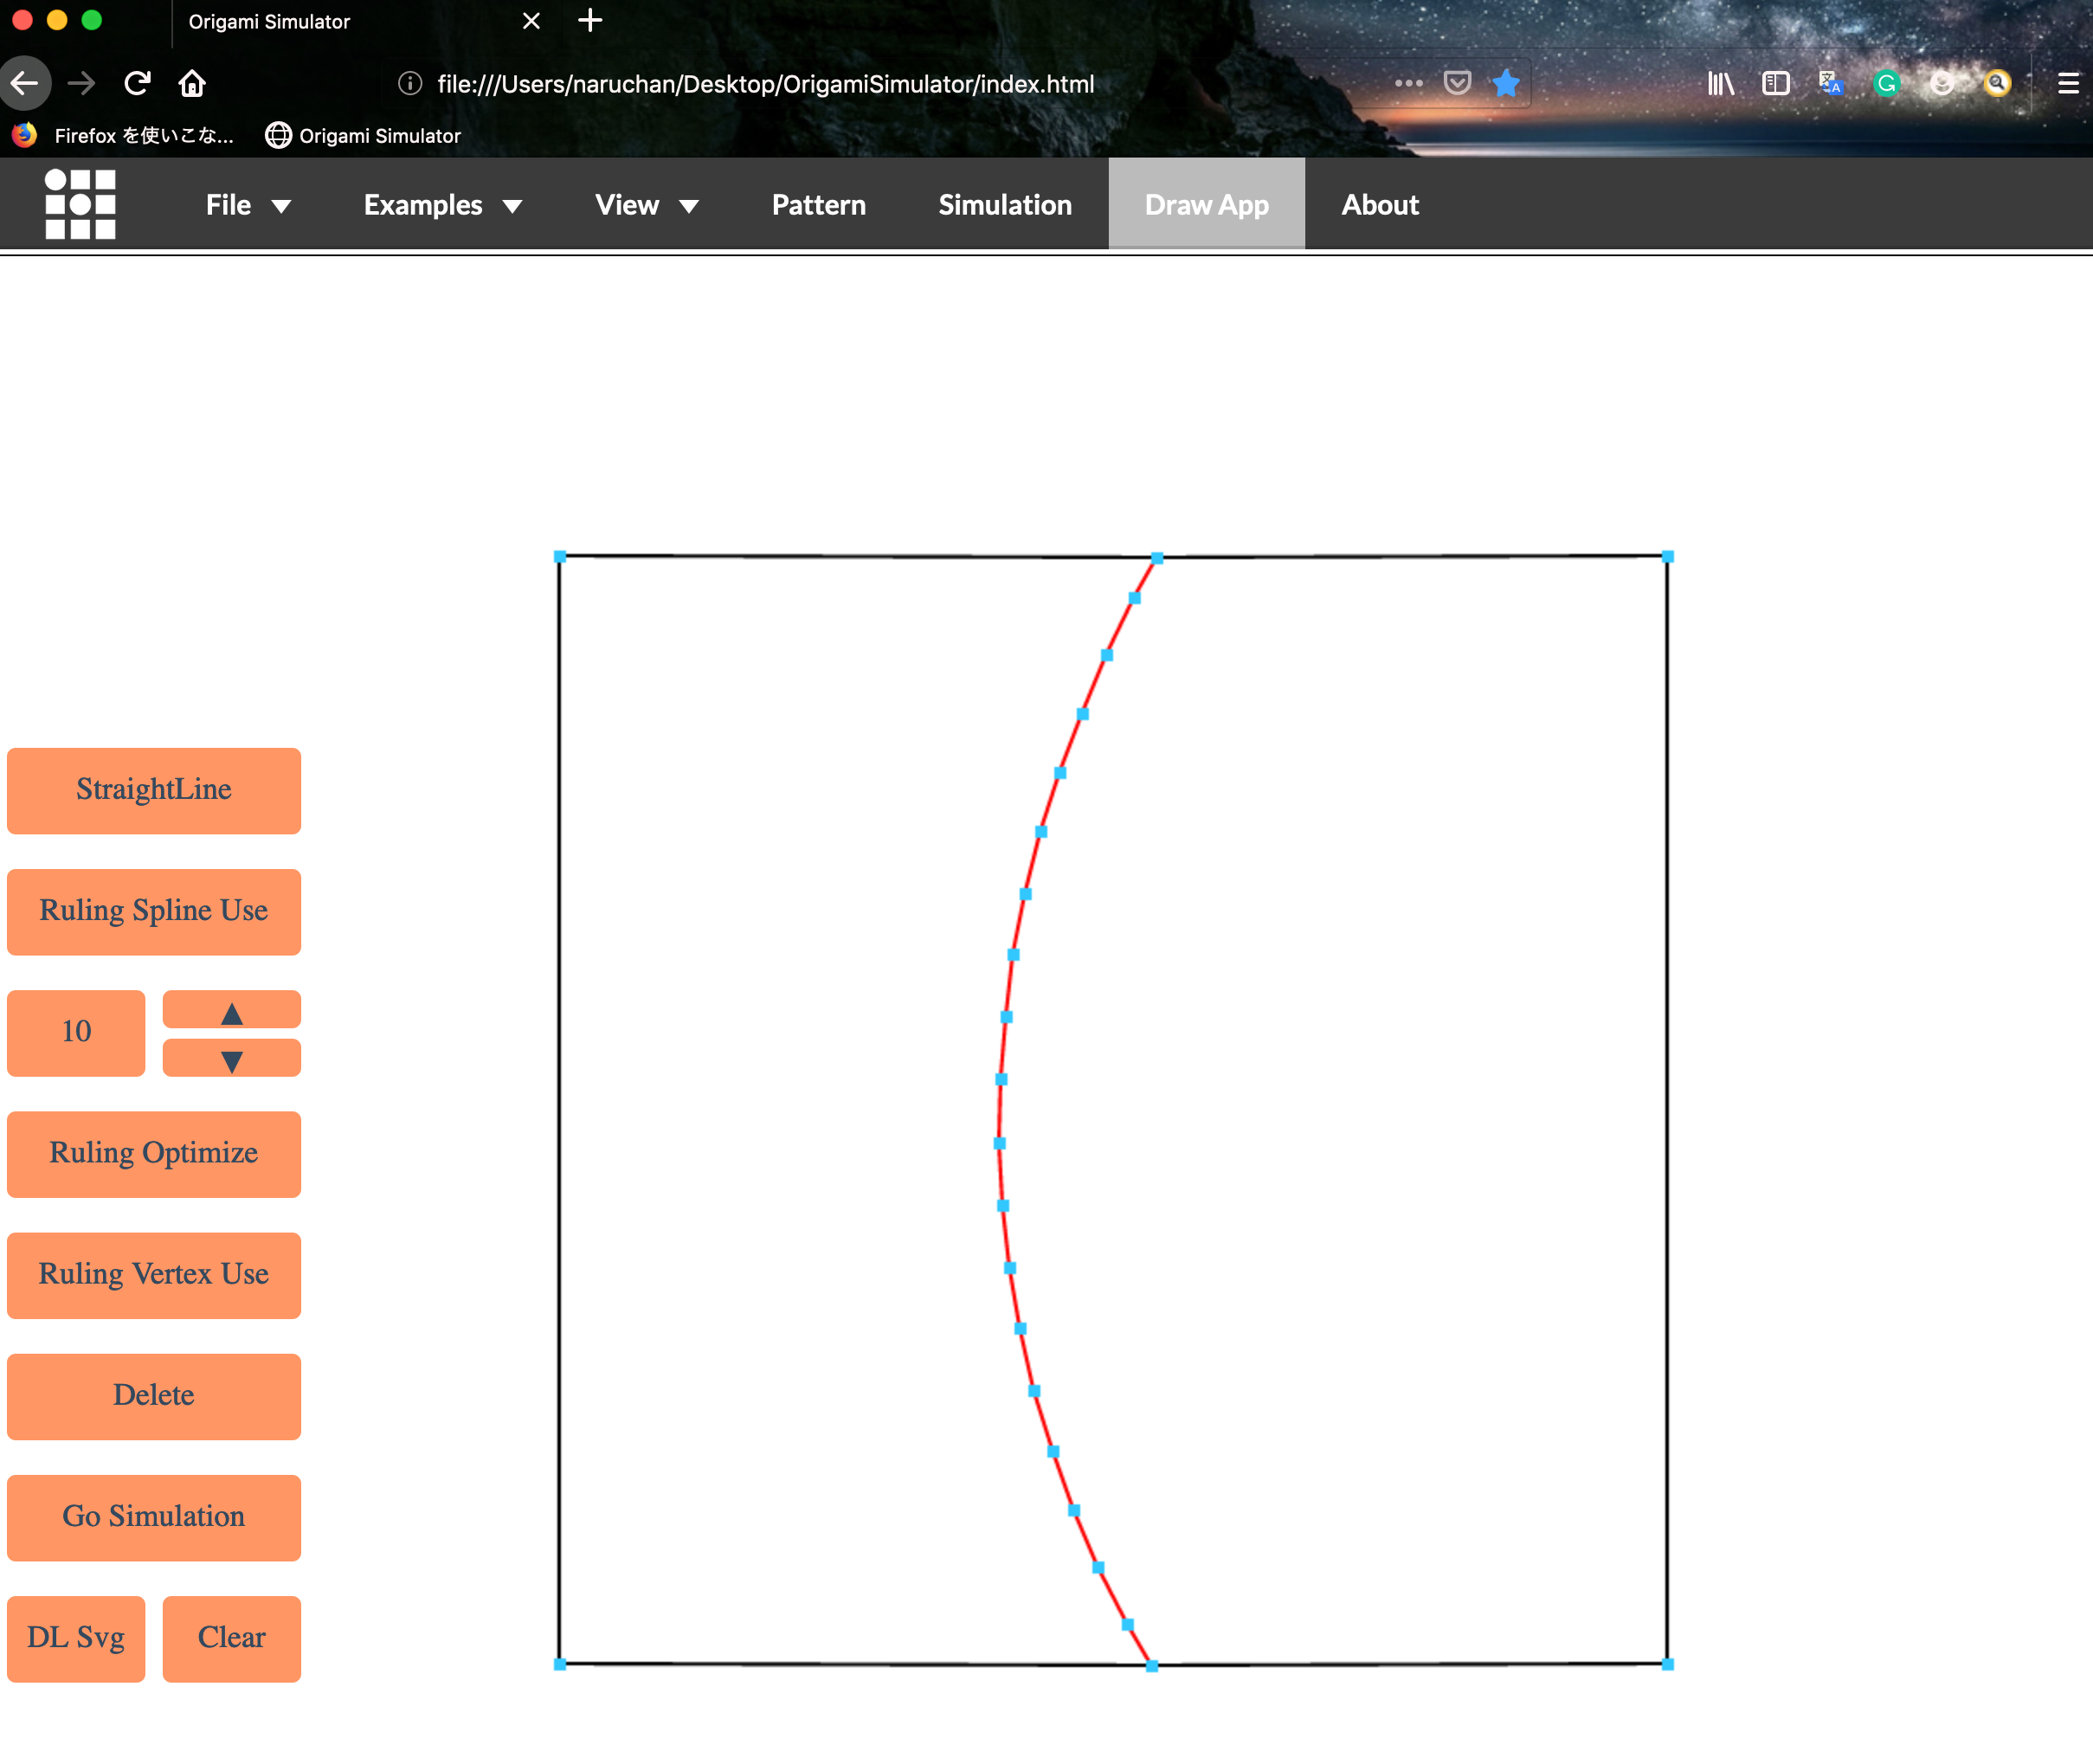 Origami Simulator
file:///Users/naruchan/Desktop/OrigamiSimulator/index.html
Firefox を使いこな... Origami Simulator
File ▼ Examples ▼ View ▼ Pattern Simulation Draw App About
StraightLine
Ruling Spline Use
10 ▲
▼
Ruling Optimize
Ruling Vertex Use
Delete
Go Simulation
DL Svg Clear